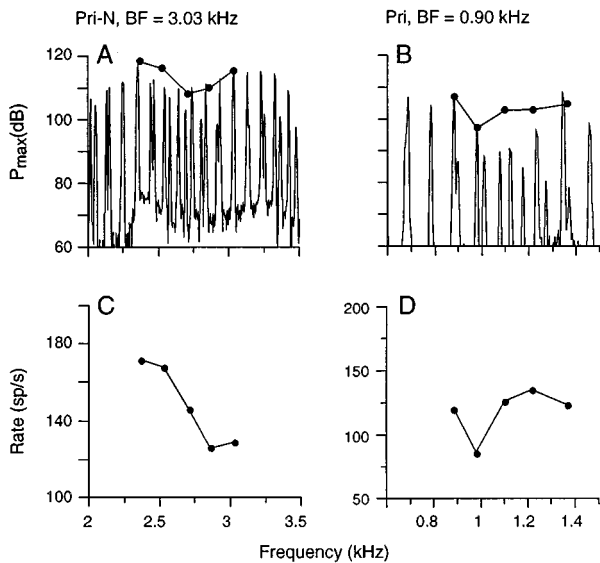 Pri-N, BF = 3.03 kHz
Pri, BF = 0.90 kHz
A
B
120
100
80
60
Pmax(dB)
C
D
180
140
100
Rate (sp/s)
200
150
100
50
2
2.5
3
3.5
0.8
1
1.2
1.4
Frequency (kHz)